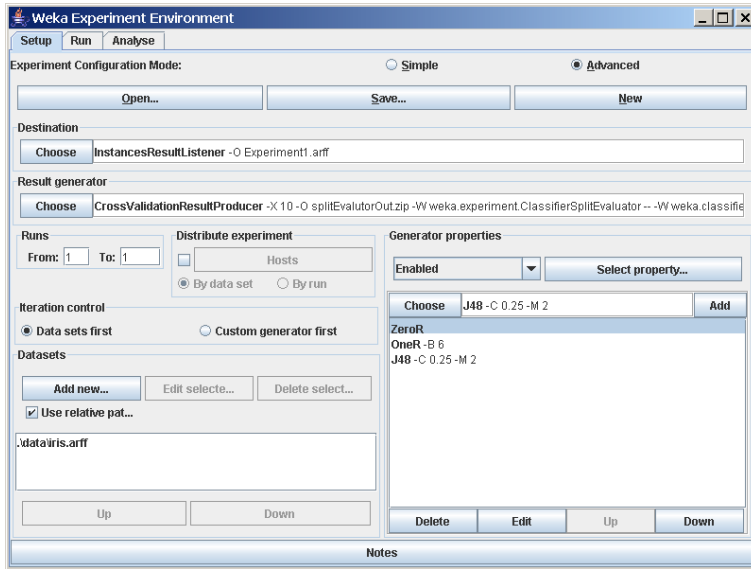 Weka Experiment Environment
Setup Run Analyse
Experiment Configuration Mode: Simple Advanced
Open... Save... New
Destination
Choose InstancesResultListener -O Experiment1.arff
Result generator
Choose CrossValidationResultProducer -X 10 -O splitEvalutorOut.zip -W weka.experiment.ClassifierSplitEvaluator -- -W weka.classifie
Runs
From: 1 To: 1
Distribute experiment
Hosts
By data set By run
Generator properties
Enabled Select property...
Iteration control
Data sets first Custom generator first
Choose J48 -C 0.25 -M 2 Add
ZeroR
OneR -B 6
J48 -C 0.25 -M 2
Datasets
Add new... Edit selecte... Delete select...
Use relative pat...
.\data\iris.arff
Up Down
Delete Edit Up Down
Notes